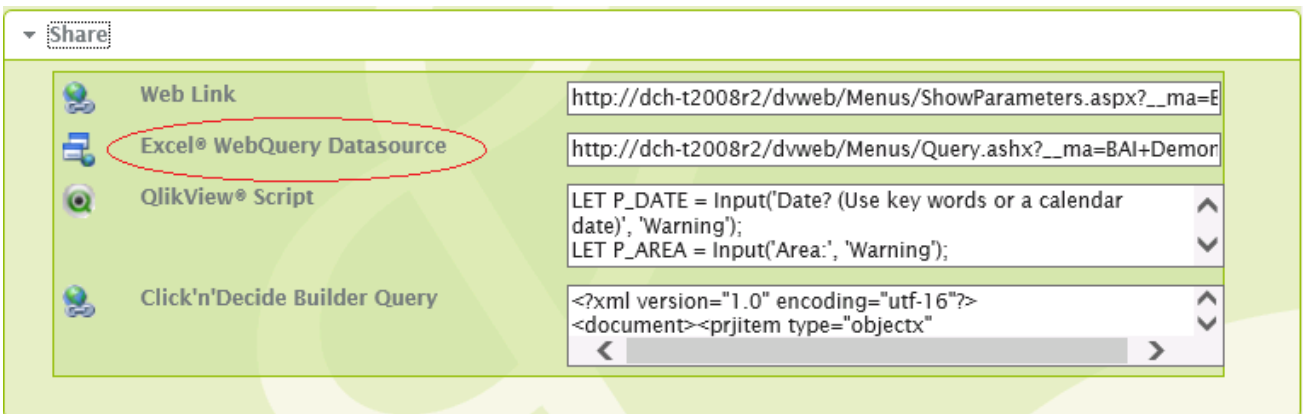 Share
Web Link
http://dch-t2008r2/dvweb/Menus/ShowParameters.aspx?__ma=E
Excel® WebQuery Datasource
http://dch-t2008r2/dvweb/Menus/Query.ashx?__ma=BAI+Demon
QlikView® Script
LET P_DATE = Input('Date? (Use key words or a calendar
date)', 'Warning');
LET P_AREA = Input('Area:', 'Warning');
Click'n'Decide Builder Query
<?xml version="1.0" encoding="utf-16"?>
<document><prjitem type="objectx"